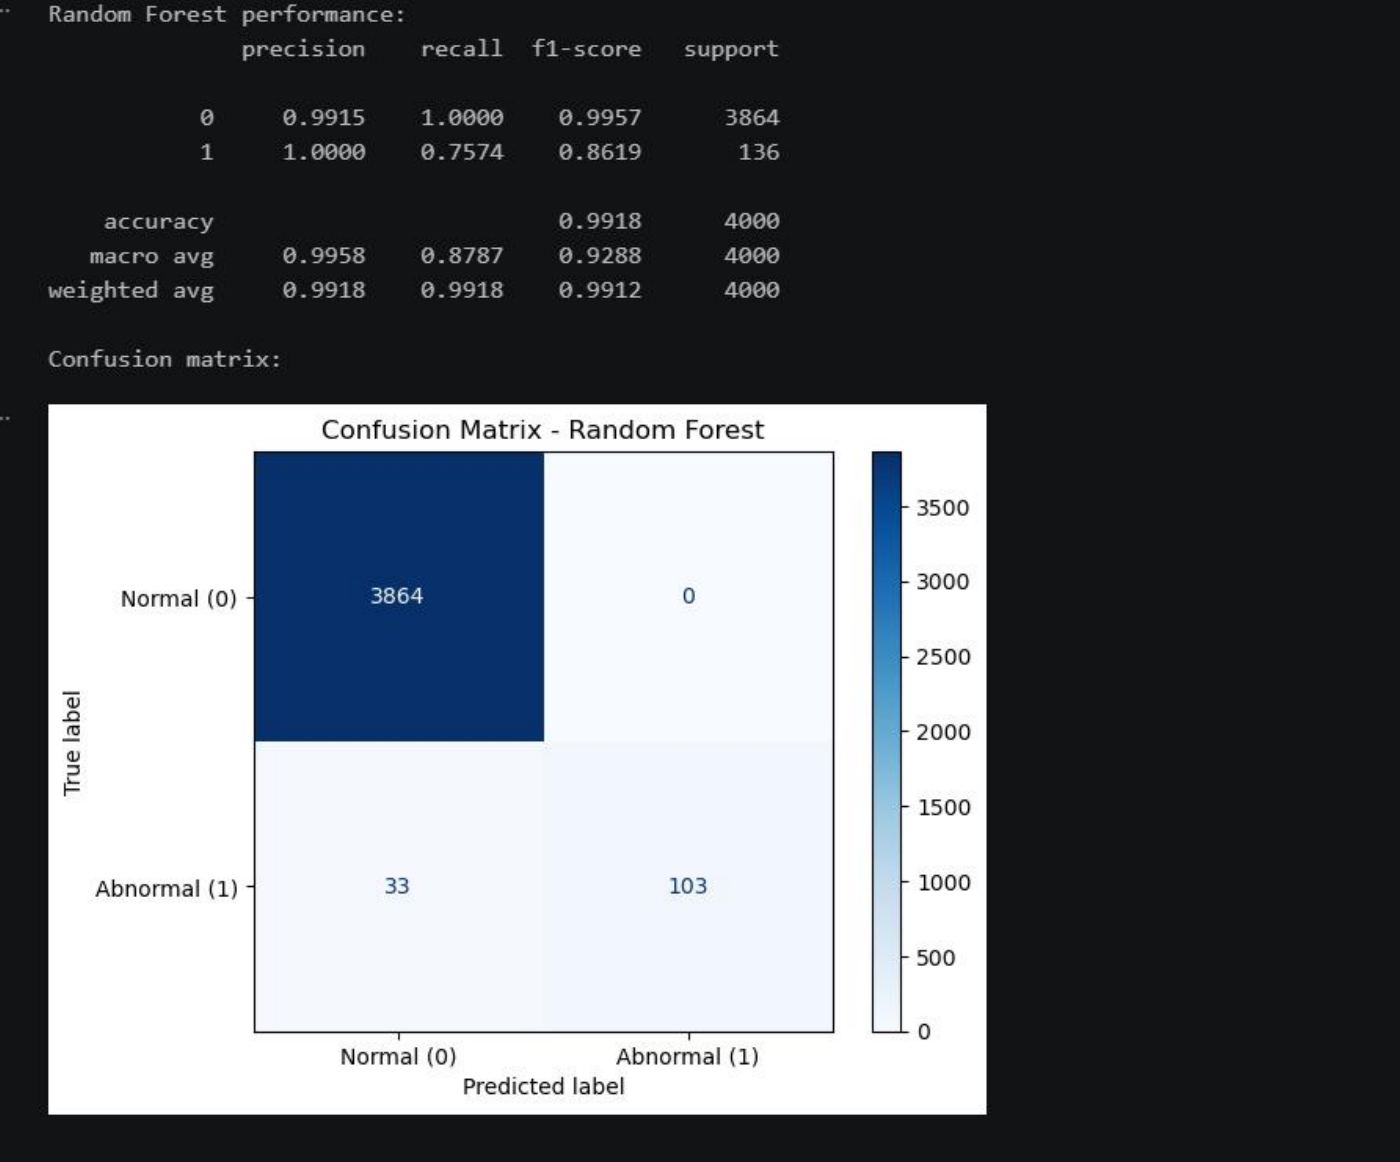 Random Forest performance:
precision recall f1-score support
0 0.9915 1.0000 0.9957 3864
1 1.0000 0.7574 0.8619 136
accuracy 0.9918 4000
macro avg 0.9958 0.8787 0.9288 4000
weighted avg 0.9918 0.9918 0.9912 4000
Confusion matrix:
Confusion Matrix - Random Forest
3500
3000
2500
2000
1500
1000
500
0
Normal (0) 3864 0
True label
Abnormal (1) 33 103
Normal (0) Abnormal (1)
Predicted label